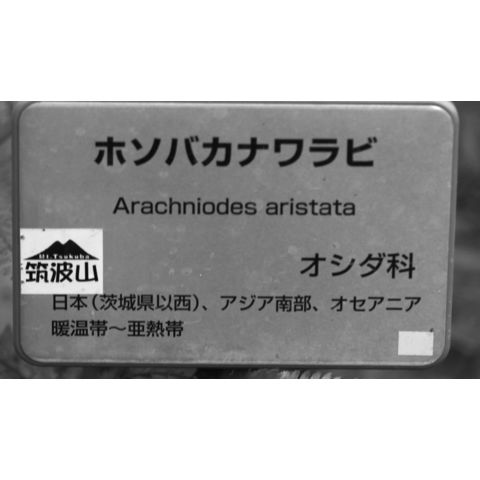 ホソバカナワラビ
Arachniodes aristata
オシダ科
Mt.Tsukuba
筑波山
日本（茨城県以西）、アジア南部、オセアニア
暖温帯～亜熱帯